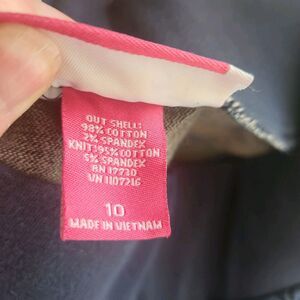 OUT SHELL:
98% COTTON
2% SPANDEX
KNIT:95% COTTON
5% SPANDEX
RN 17730
VN 1107216
10
MADE IN VIETNAM